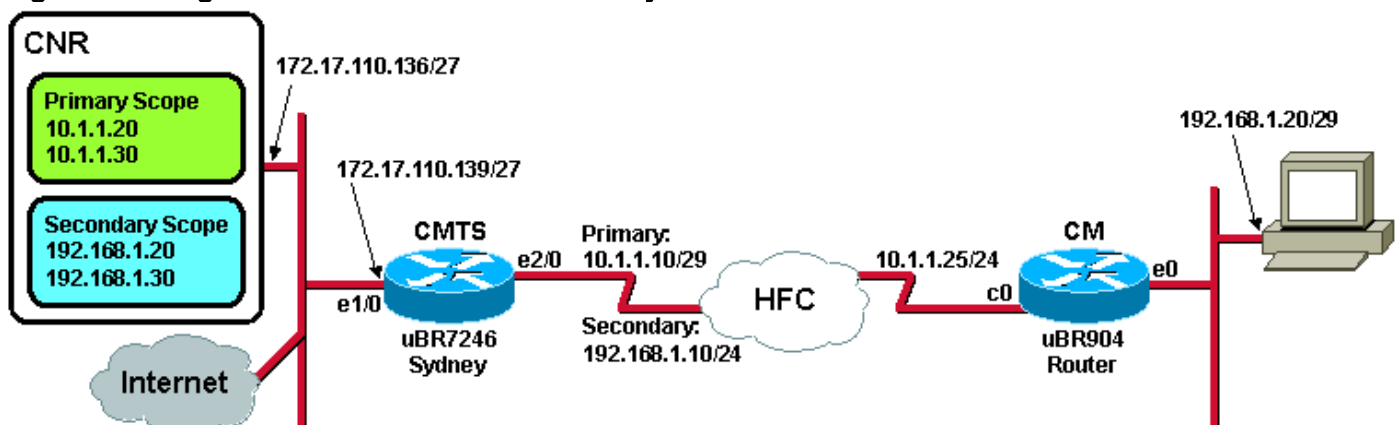 CNR
Primary Scope
10.1.1.20
10.1.1.30
Secondary Scope
192.168.1.20
192.168.1.30
172.17.110.136/27
172.17.110.139/27
CMTS
e1/0
e2/0
uBR7246
Sydney
Internet
Primary:
10.1.1.10/29
Secondary:
192.168.1.10/24
HFC
10.1.1.25/24
CM
c0
e0
uBR904
Router
192.168.1.20/29